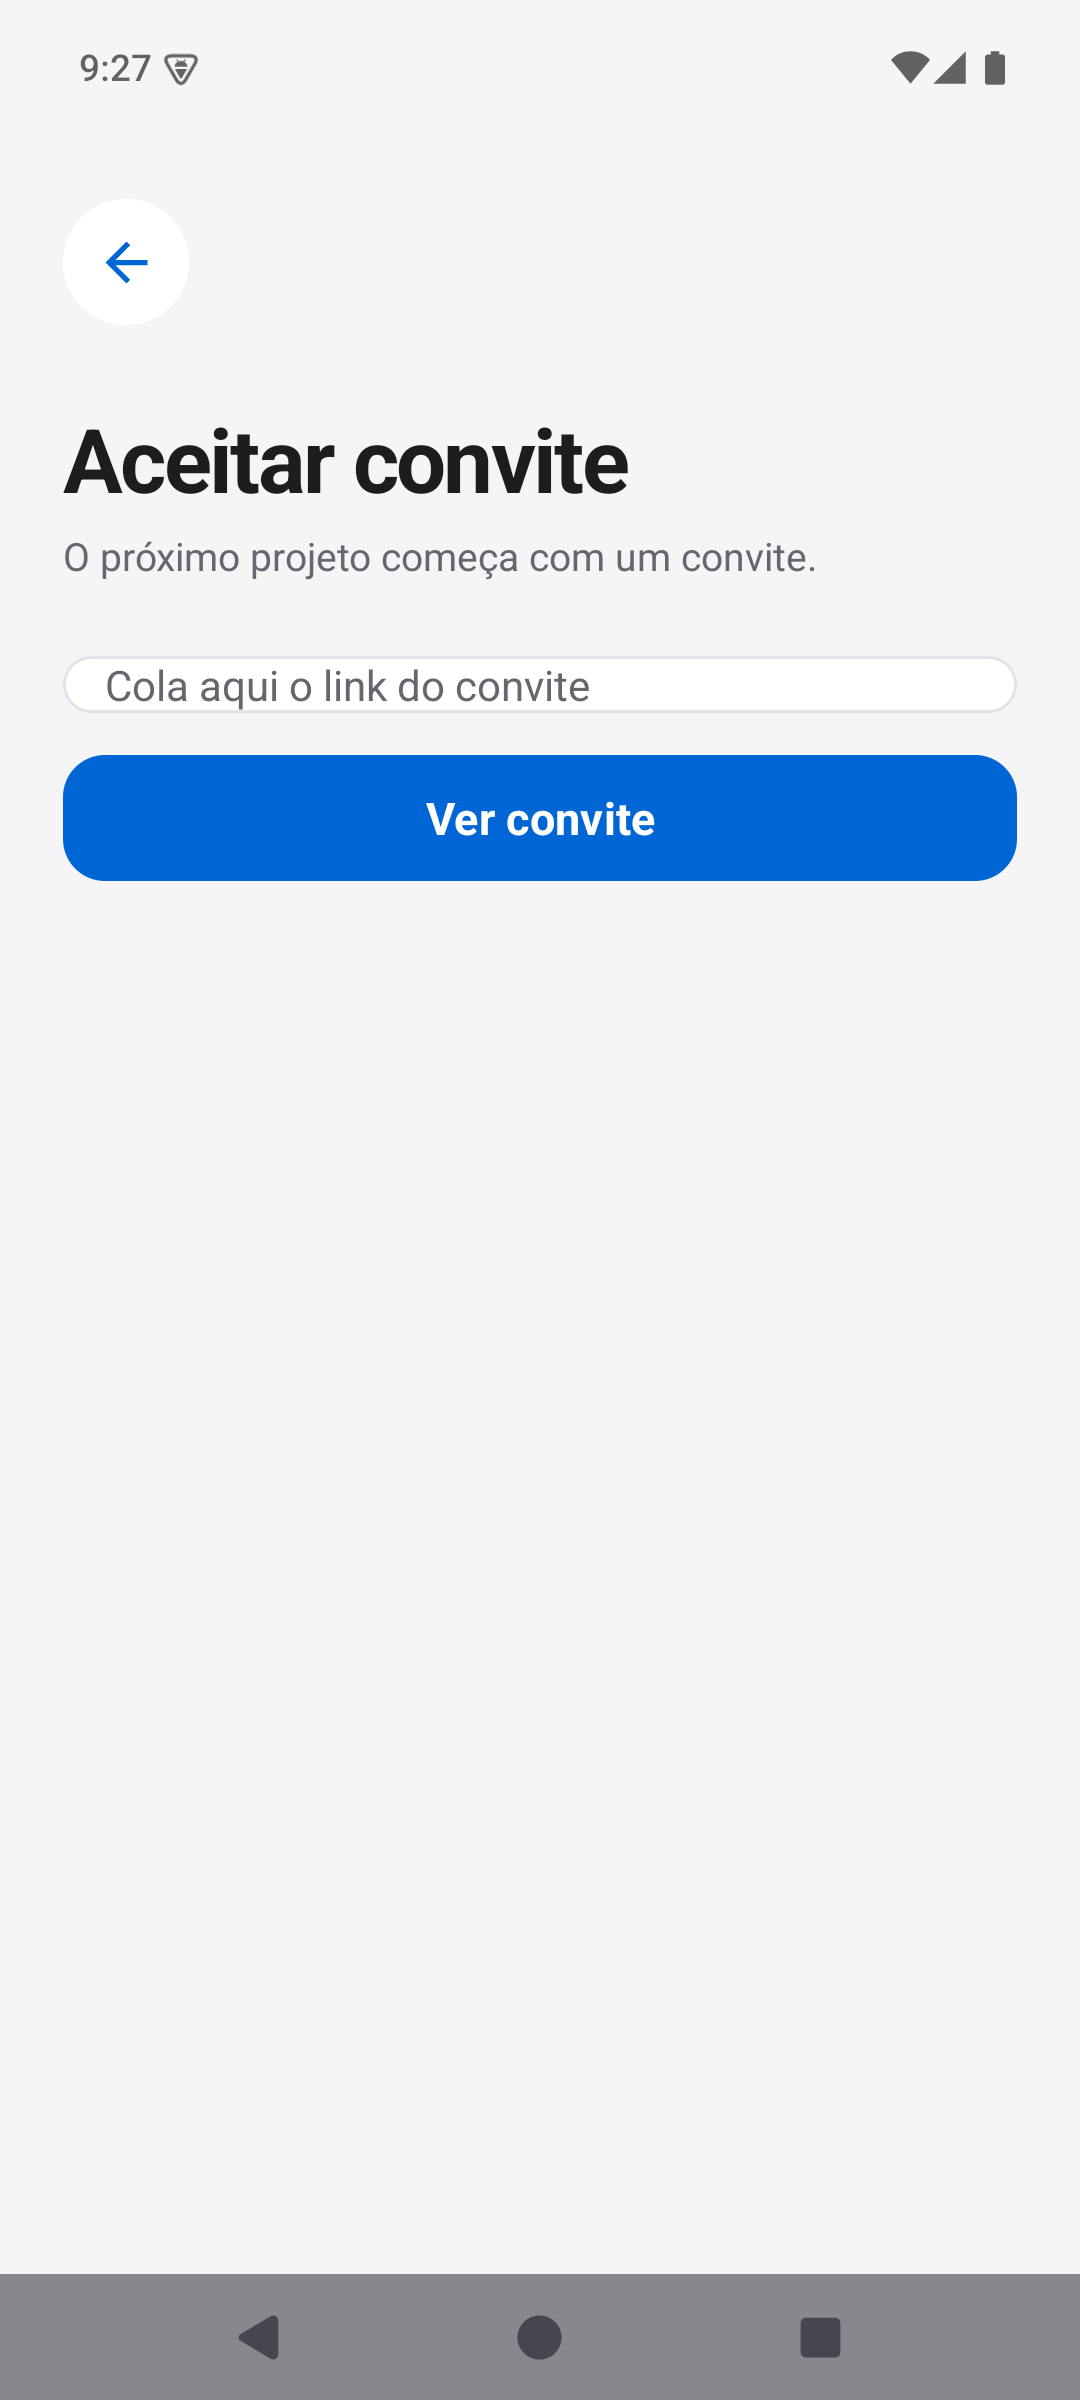 9:27
Aceitar convite
O próximo projeto começa com um convite.
Cola aqui o link do convite
Ver convite